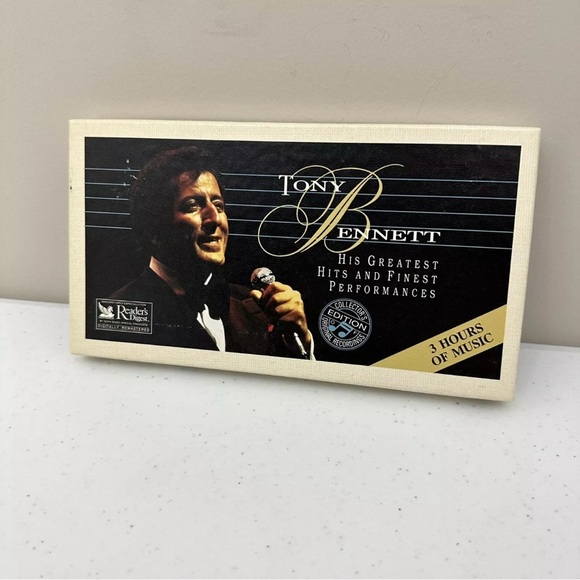 TONY
BENNETT
HIS GREATEST
HITS AND FINEST
PERFORMANCES
COLLECTOR'S
EDITION
ORIGINAL RECORDINGS
3 HOURS
OF MUSIC
Reader's
Digest
DIGITALLY REMASTERED